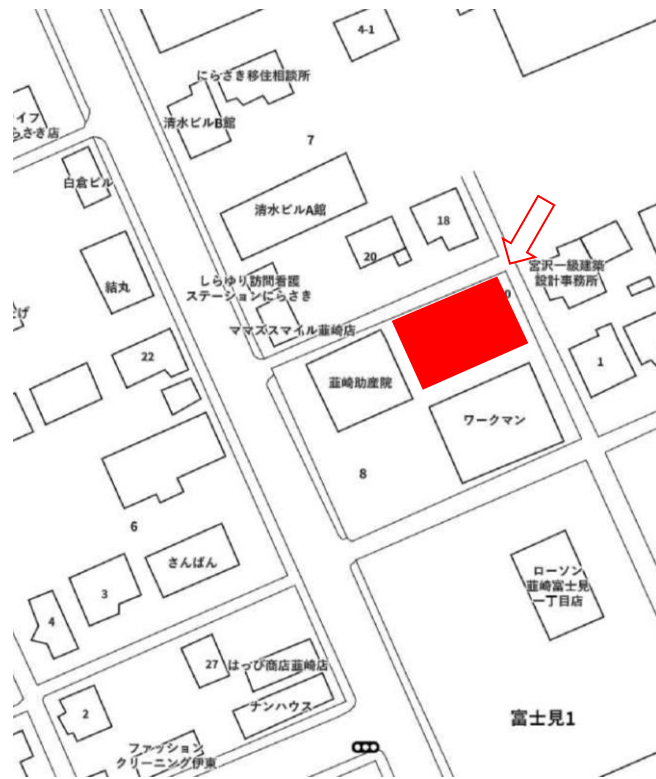 4-1
にらさき移住相談所
イフ
らさき店
清水ビルB館
7
白倉ビル
清水ビルA館
18
20
宮沢一級建築
設計事務所
しらゆり訪問看護
ステーションにらさき
結丸
げ
ママズスマイル韮崎店
22
韮崎助産院
1
ワークマン
8
6
さんぱん
ローソン
韮崎富士見
一丁目店
3
4
27
はっぴ商店韮崎店
2
ナンハウス
富士見1
ファッション
クリーニング伊東